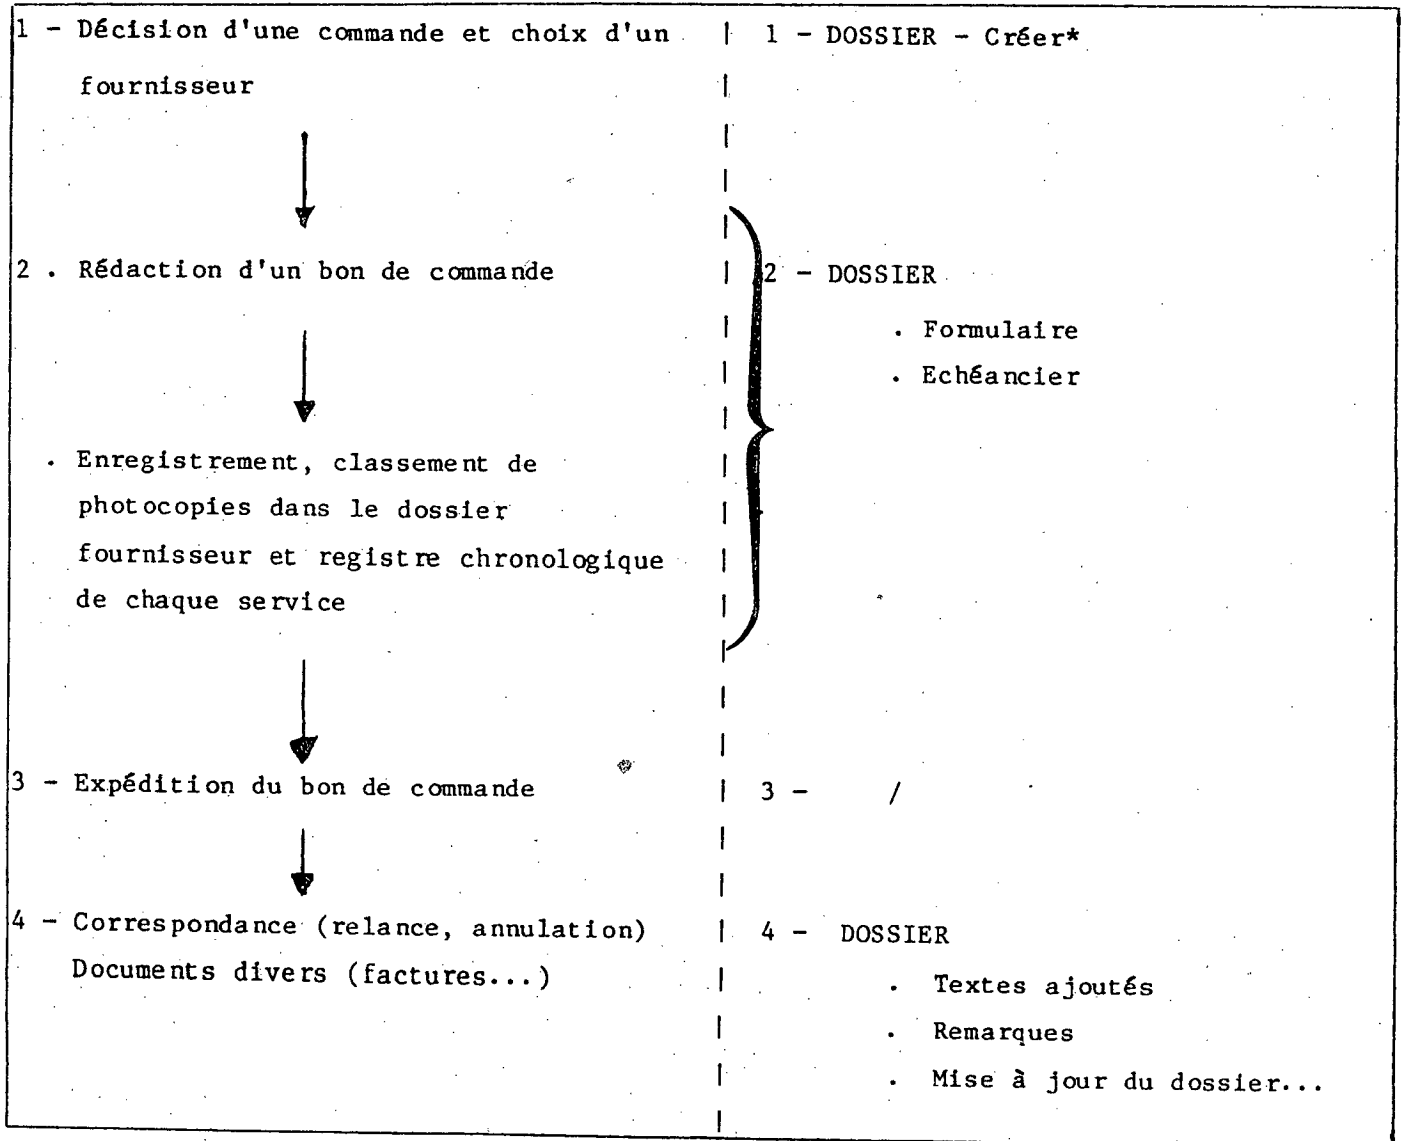 1 - Décision d'une commande et choix d'un
fournisseur
2 . Rédaction d'un bon de commande
. Enregistrement, classement de
photocopies dans le dossier
fournisseur et registre chronologique
de chaque service
3 - Expédition du bon de commande
4 - Correspondance (relance, annulation)
Documents divers (factures...)
1 - DOSSIER - Créer*
2 - DOSSIER
. Formulaire
. Echéancier
3 - /
4 - DOSSIER
. Textes ajoutés
. Remarques
. Mise à jour du dossier...